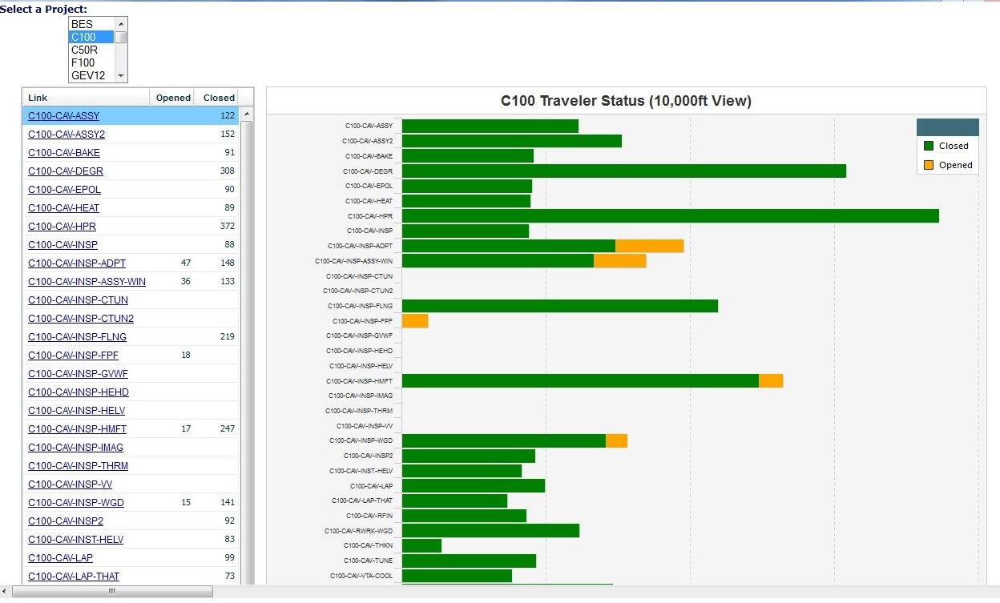 Select a Project:
BES
C100
C50R
F100
GEV12
Link Opened Closed
C100-CAV-ASSY 122
C100-CAV-ASSY2 152
C100-CAV-BAKE 91
C100-CAV-DEGR 308
C100-CAV-EPOL 90
C100-CAV-HEAT 89
C100-CAV-HPR 372
C100-CAV-INSP 88
C100-CAV-INSP-ADPT 47 148
C100-CAV-INSP-ASSY-WIN 36 133
C100-CAV-INSP-CTUN
C100-CAV-INSP-CTUN2
C100-CAV-INSP-FLNG 219
C100-CAV-INSP-FPF 18
C100-CAV-INSP-GVWF
C100-CAV-INSP-HEHD
C100-CAV-INSP-HELV
C100-CAV-INSP-HMFT 17 247
C100-CAV-INSP-IMAG
C100-CAV-INSP-THRM
C100-CAV-INSP-VV
C100-CAV-INSP-WGD 15 141
C100-CAV-INSP2 92
C100-CAV-INST-HELV 83
C100-CAV-LAP 99
C100-CAV-LAP-THAT 73
C100 Traveler Status (10,000ft View)
C100-CAV-ASSY
C100-CAV-ASSY2
C100-CAV-BAKE
C100-CAV-DEGR
C100-CAV-EPOL
C100-CAV-HEAT
C100-CAV-HPR
C100-CAV-INSP
C100-CAV-INSP-ADPT
C100-CAV-INSP-ASSY-WIN
C100-CAV-INSP-CTUN
C100-CAV-INSP-CTUN2
C100-CAV-INSP-FLNG
C100-CAV-INSP-FPF
C100-CAV-INSP-GVWF
C100-CAV-INSP-HEHD
C100-CAV-INSP-HELV
C100-CAV-INSP-HMFT
C100-CAV-INSP-IMAG
C100-CAV-INSP-THRM
C100-CAV-INSP-VV
C100-CAV-INSP-WGD
C100-CAV-INSP2
C100-CAV-INST-HELV
C100-CAV-LAP
C100-CAV-LAP-THAT
C100-CAV-RFIN
C100-CAV-RWRK-WGD
C100-CAV-THKN
C100-CAV-TUNE
C100-CAV-VTA-COOL
Closed
Opened